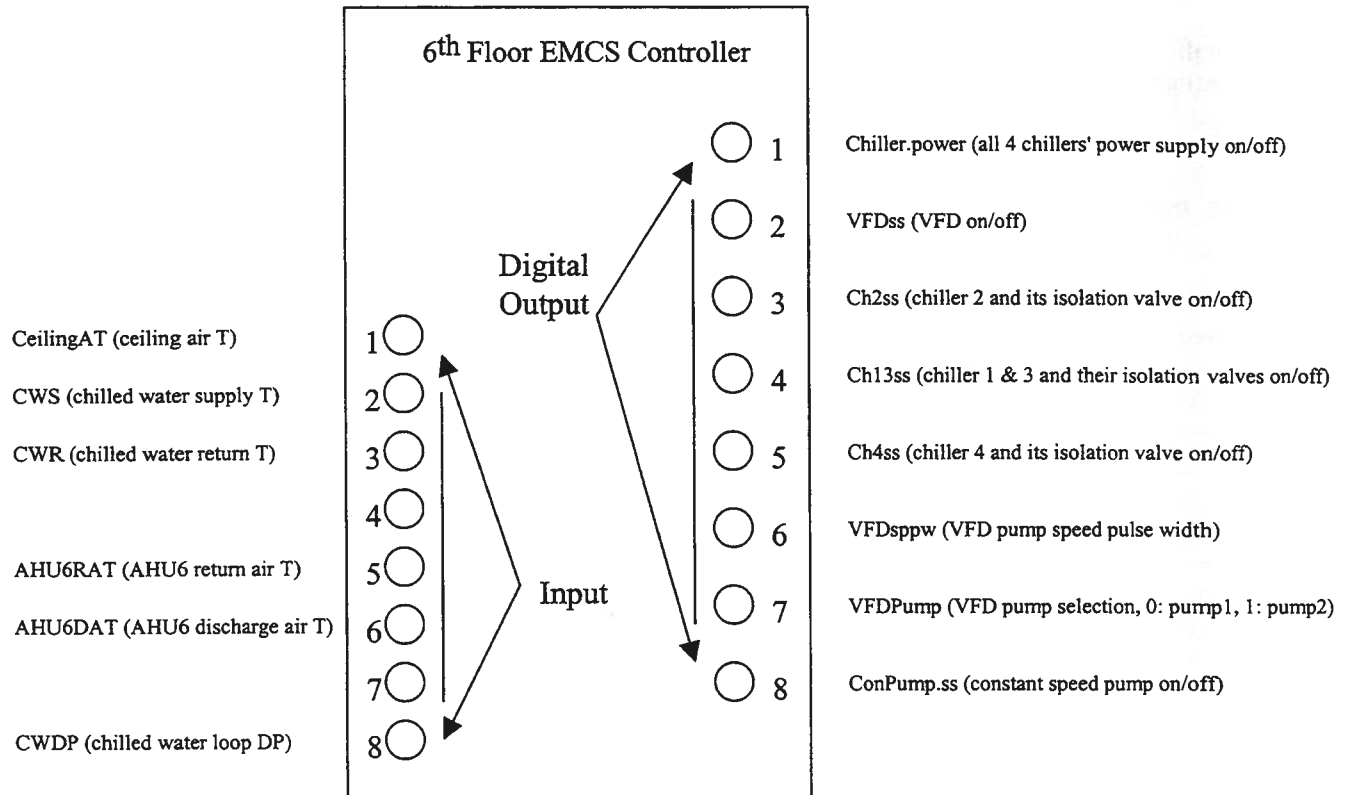 6th Floor EMCS Controller
1 Chiller.power (all 4 chillers' power supply on/off)
2 VFDss (VFD on/off)
Digital
Output
3 Ch2ss (chiller 2 and its isolation valve on/off)
CeilingAT (ceiling air T) 1
4 Ch13ss (chiller 1 & 3 and their isolation valves on/off)
CWS (chilled water supply T) 2
CWR (chilled water return T) 3
5 Ch4ss (chiller 4 and its isolation valve on/off)
4
6 VFDsppw (VFD pump speed pulse width)
AHU6RAT (AHU6 return air T) 5
Input
7 VFDPump (VFD pump selection, 0: pump1, 1: pump2)
AHU6DAT (AHU6 discharge air T) 6
7
8 ConPump.ss (constant speed pump on/off)
CWDP (chilled water loop DP) 8